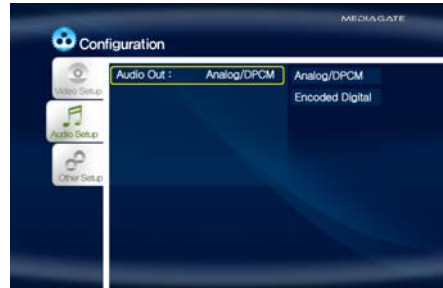 MEDIAGATE
Configuration
Video Setup
Audio Out : Analog/DPCM
Analog/DPCM
Encoded Digital
Audio Setup
Other Setup